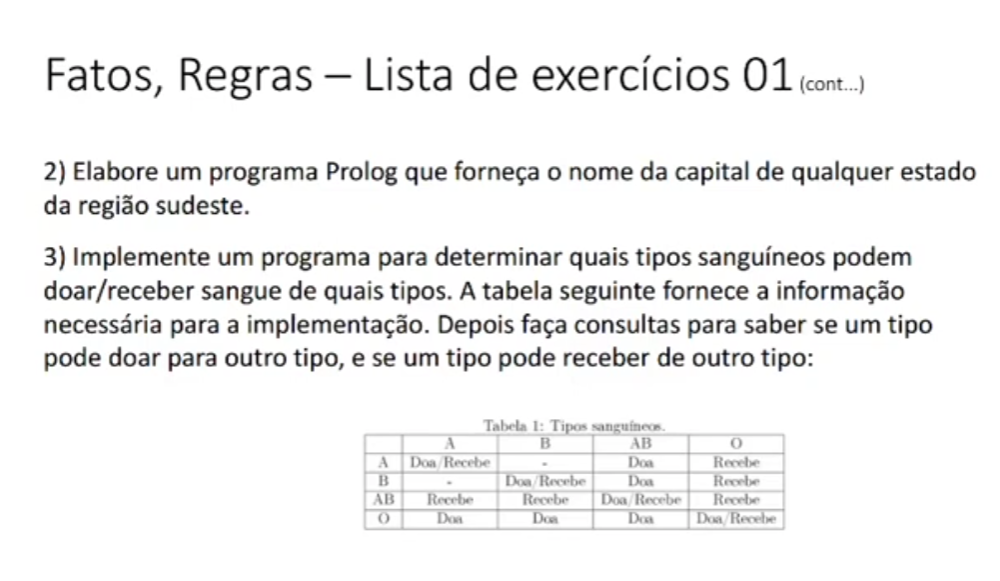 Fatos, Regras – Lista de exercícios 01 (cont...)
2) Elabore um programa Prolog que forneça o nome da capital de qualquer estado
da região sudeste.
3) Implemente um programa para determinar quais tipos sanguíneos podem
doar/receber sangue de quais tipos. A tabela seguinte fornece a informação
necessária para a implementação. Depois faça consultas para saber se um tipo
pode doar para outro tipo, e se um tipo pode receber de outro tipo:
Tabela 1: Tipos sanguíneos.
A B AB O
A Doa/Recebe - Doa Recebe
B - Doa/Recebe Doa Recebe
AB Recebe Recebe Doa/Recebe Recebe
O Doa Doa Doa Doa/Recebe